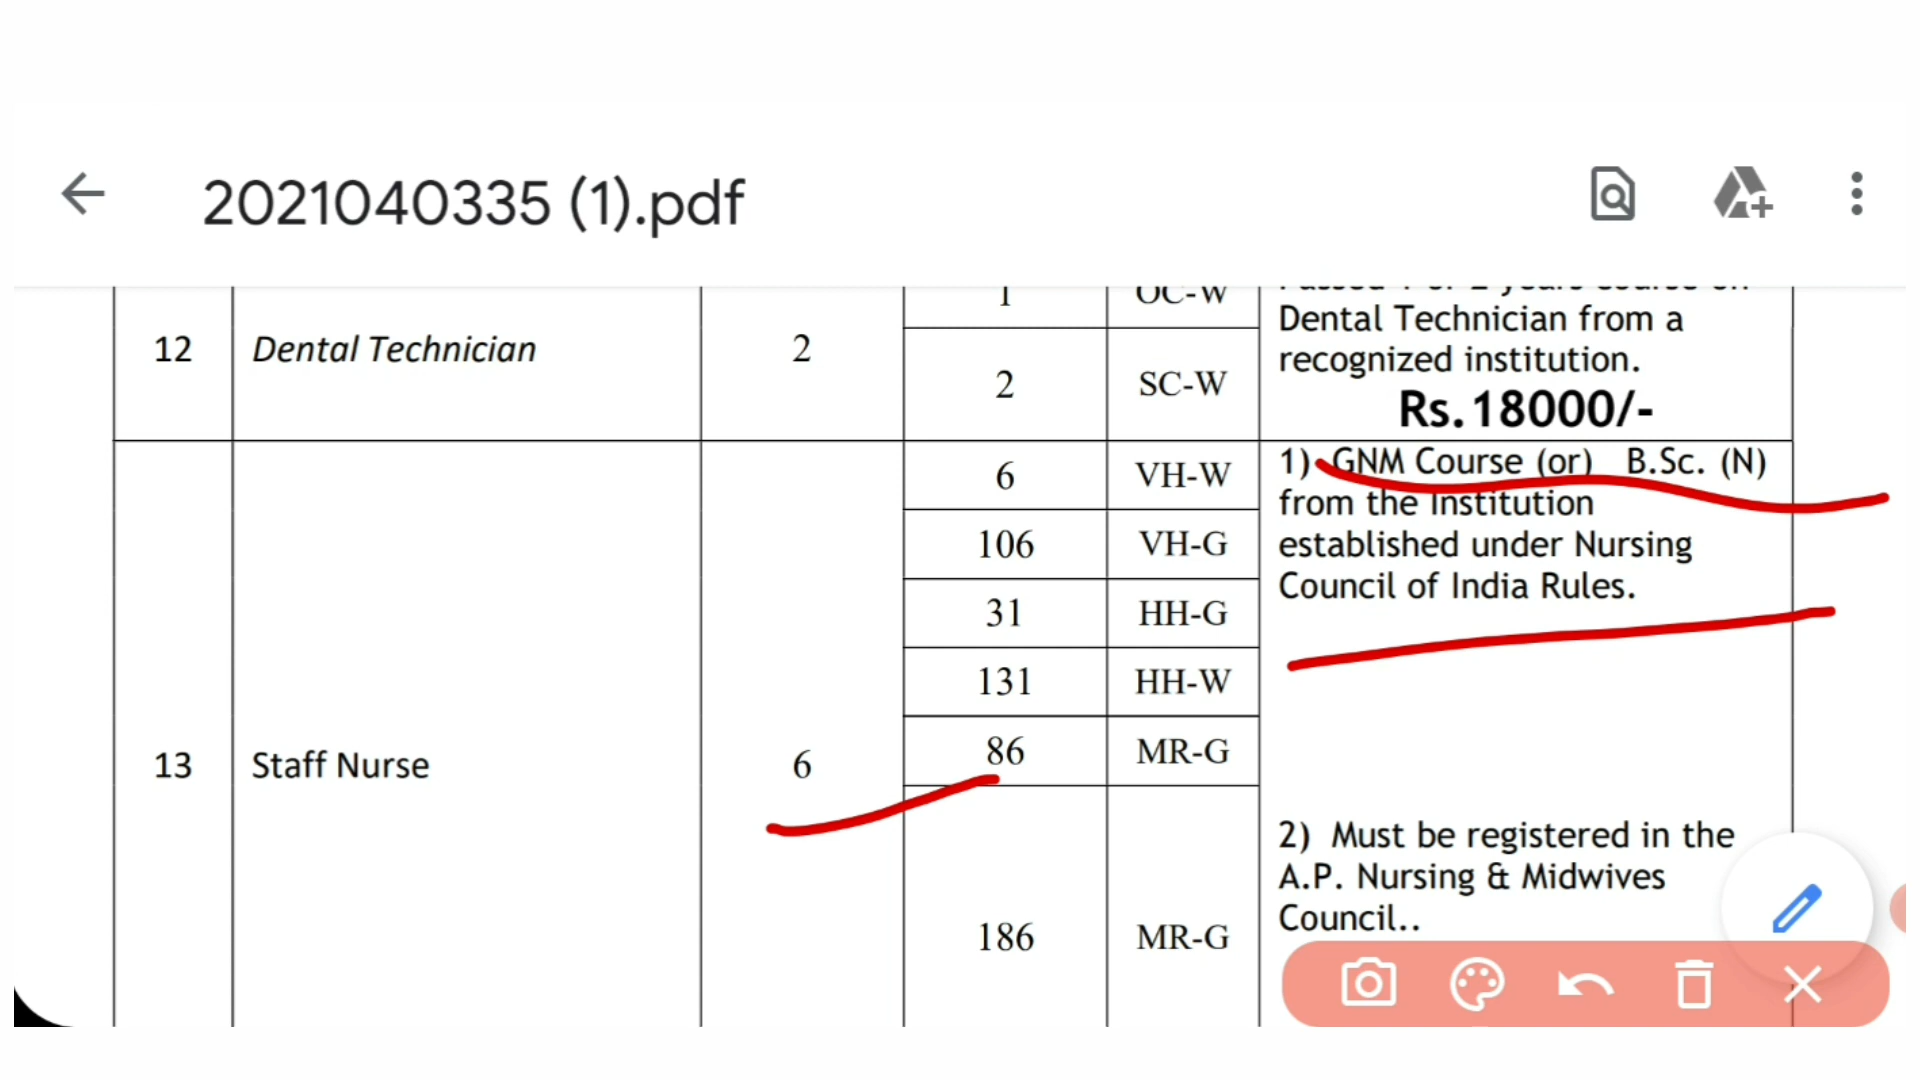 2021040335 (1).pdf
1 OC-W
12 Dental Technician 2
2 SC-W
Dental Technician from a
recognized institution.
Rs.18000/-
13 Staff Nurse 6
6 VH-W
106 VH-G
31 HH-G
131 HH-W
86 MR-G
186 MR-G
1) GNM Course (or) B.Sc. (N)
from the Institution
established under Nursing
Council of India Rules.
2) Must be registered in the
A.P. Nursing & Midwives
Council..